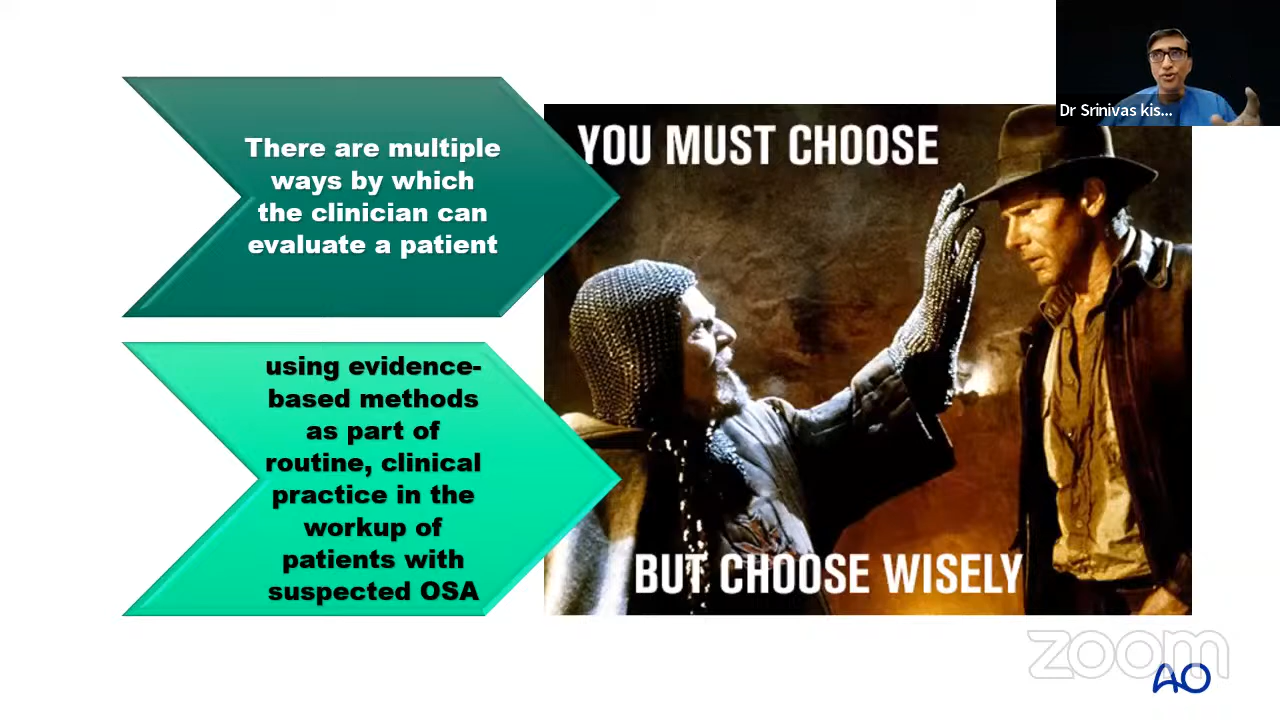 There are multiple
ways by which
the clinician can
evaluate a patient
using evidence-
based methods
as part of
routine, clinical
practice in the
workup of
patients with
suspected OSA
YOU MUST CHOOSE
BUT CHOOSE WISELY
Dr Srinivas kis...
zoom
AO